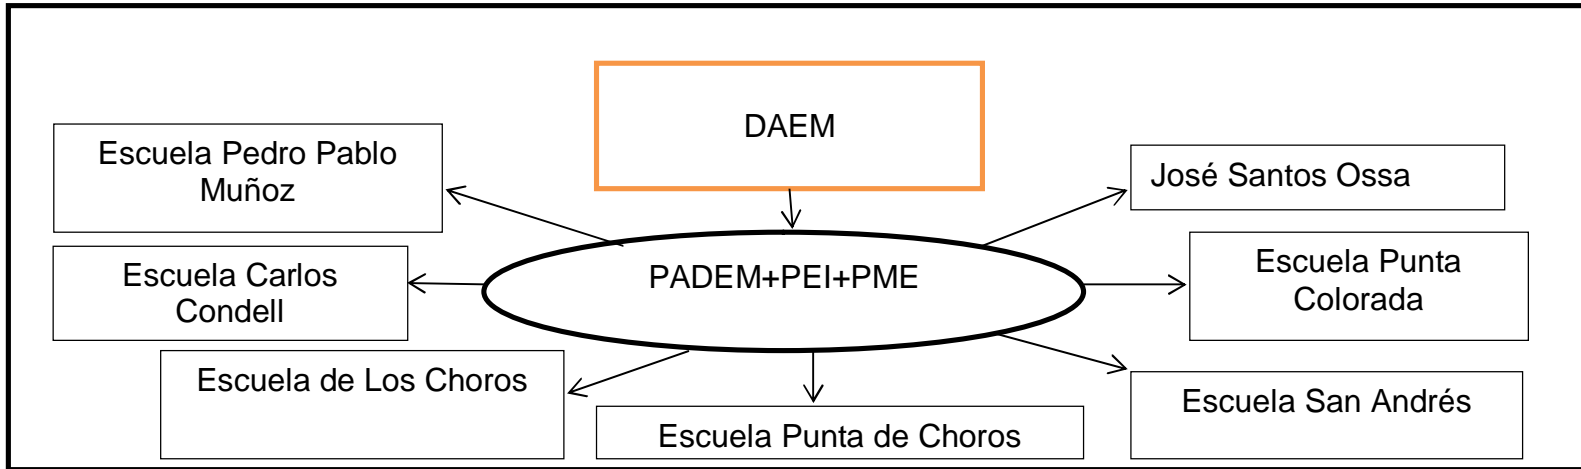 DAEM
Escuela Pedro Pablo
Muñoz
José Santos Ossa
Escuela Carlos
Condell
PADEM+PEI+PME
Escuela Punta
Colorada
Escuela de Los Choros
Escuela San Andrés
Escuela Punta de Choros